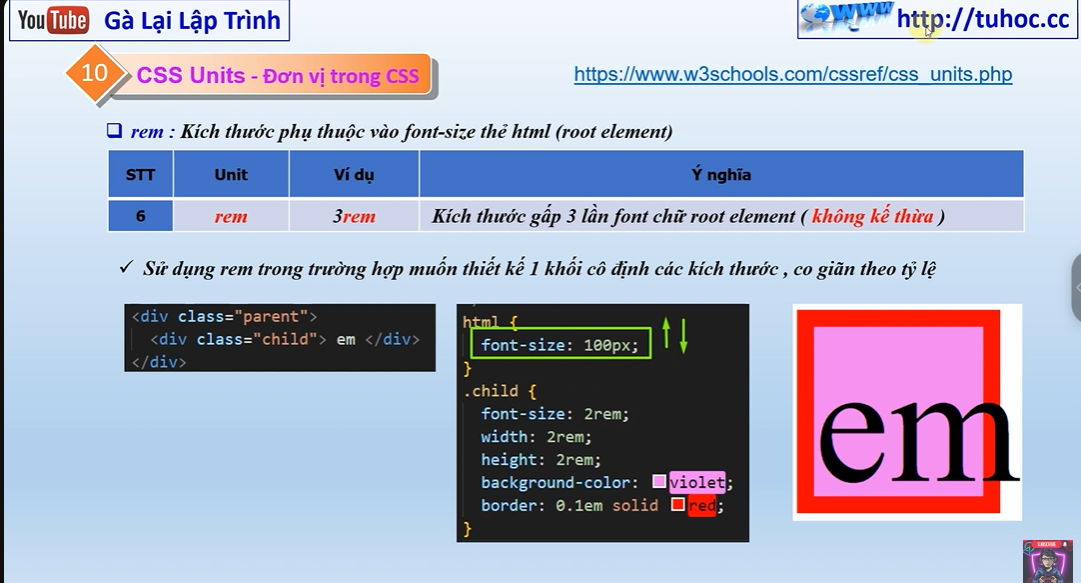 YouTube Gà Lại Lập Trình
www http://tuhoc.cc
10 CSS Units - Đơn vị trong CSS
https://www.w3schools.com/cssref/css_units.php
rem : Kích thước phụ thuộc vào font-size thẻ html (root element)
STT Unit Ví dụ Ý nghĩa
6 rem 3rem Kích thước gấp 3 lần font chữ root element ( không kế thừa )
✓ Sử dụng rem trong trường hợp muốn thiết kế 1 khối cô định các kích thước , co giãn theo tỷ lệ
<div class="parent">
<div class="child"> em </div>
</div>
html {
font-size: 100px;
}
.child {
font-size: 2rem;
width: 2rem;
height: 2rem;
background-color: violet;
border: 0.1em solid red;
}
em